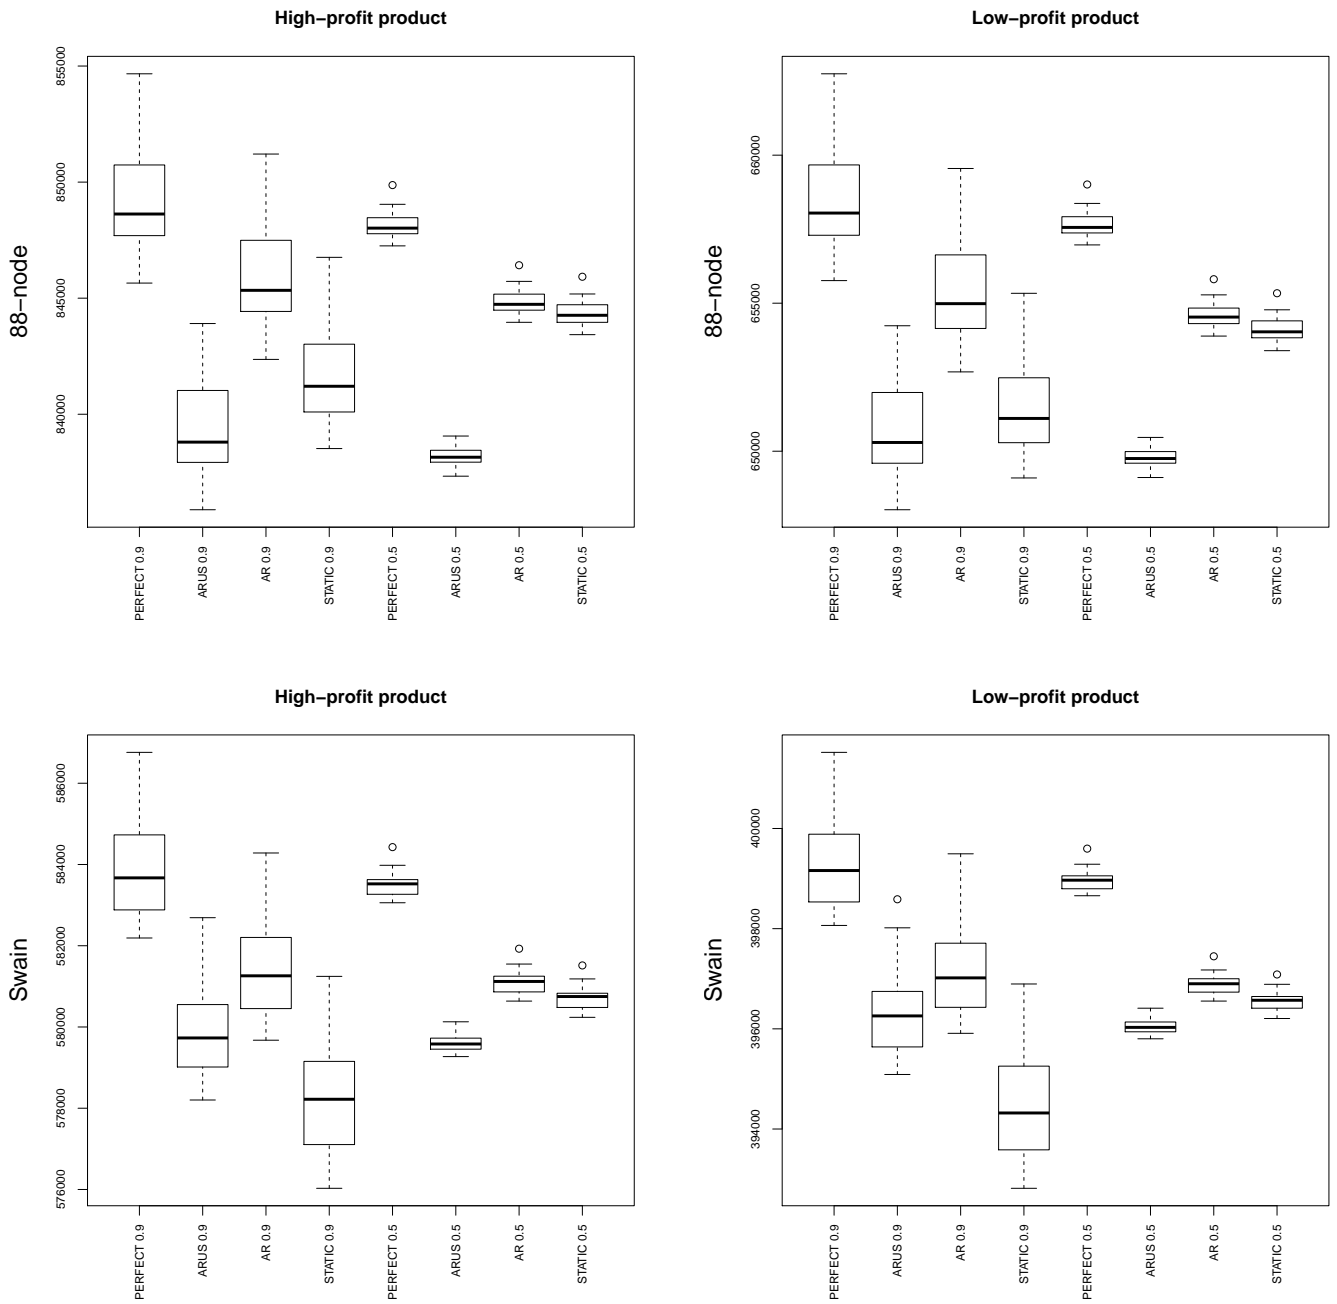 High−profit product
88−node
855000
850000
845000
840000
PERFECT 0.9
ARUS 0.9
AR 0.9
STATIC 0.9
PERFECT 0.5
ARUS 0.5
AR 0.5
STATIC 0.5
Low−profit product
88−node
660000
655000
650000
PERFECT 0.9
ARUS 0.9
AR 0.9
STATIC 0.9
PERFECT 0.5
ARUS 0.5
AR 0.5
STATIC 0.5
High−profit product
Swain
586000
584000
582000
580000
578000
576000
PERFECT 0.9
ARUS 0.9
AR 0.9
STATIC 0.9
PERFECT 0.5
ARUS 0.5
AR 0.5
STATIC 0.5
Low−profit product
Swain
400000
398000
396000
394000
PERFECT 0.9
ARUS 0.9
AR 0.9
STATIC 0.9
PERFECT 0.5
ARUS 0.5
AR 0.5
STATIC 0.5